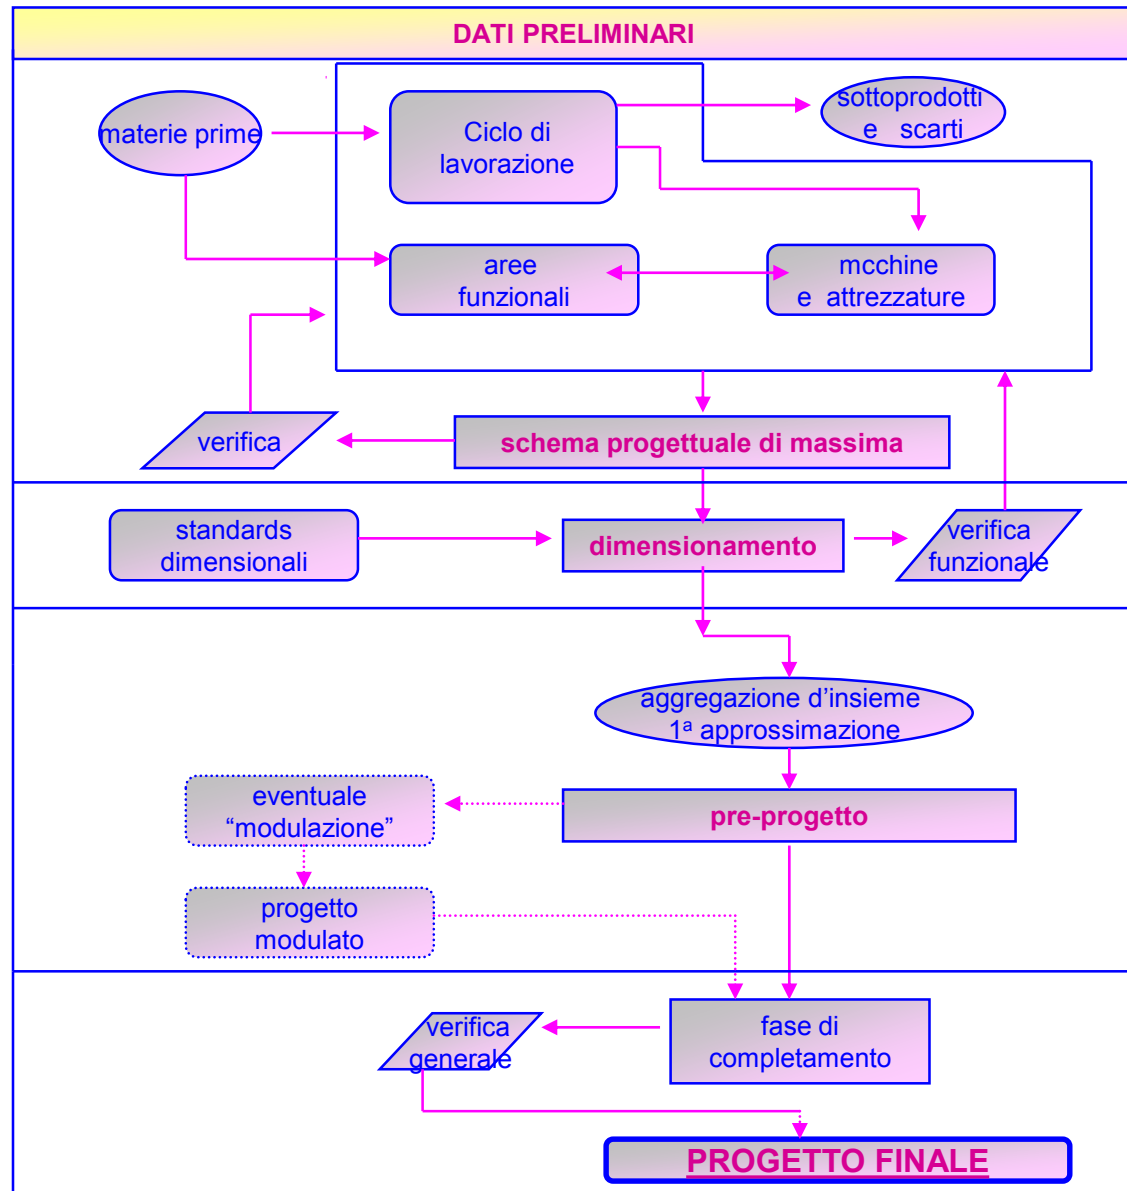 DATI PRELIMINARI
materie prime
Ciclo di
lavorazione
sottoprodotti
e scarti
aree
funzionali
mcchine
e attrezzature
verifica
schema progettuale di massima
standards
dimensionali
dimensionamento
verifica
funzionale
aggregazione d’insieme
1ª approssimazione
eventuale
“modulazione”
pre-progetto
progetto
modulato
verifica
generale
fase di
completamento
PROGETTO FINALE